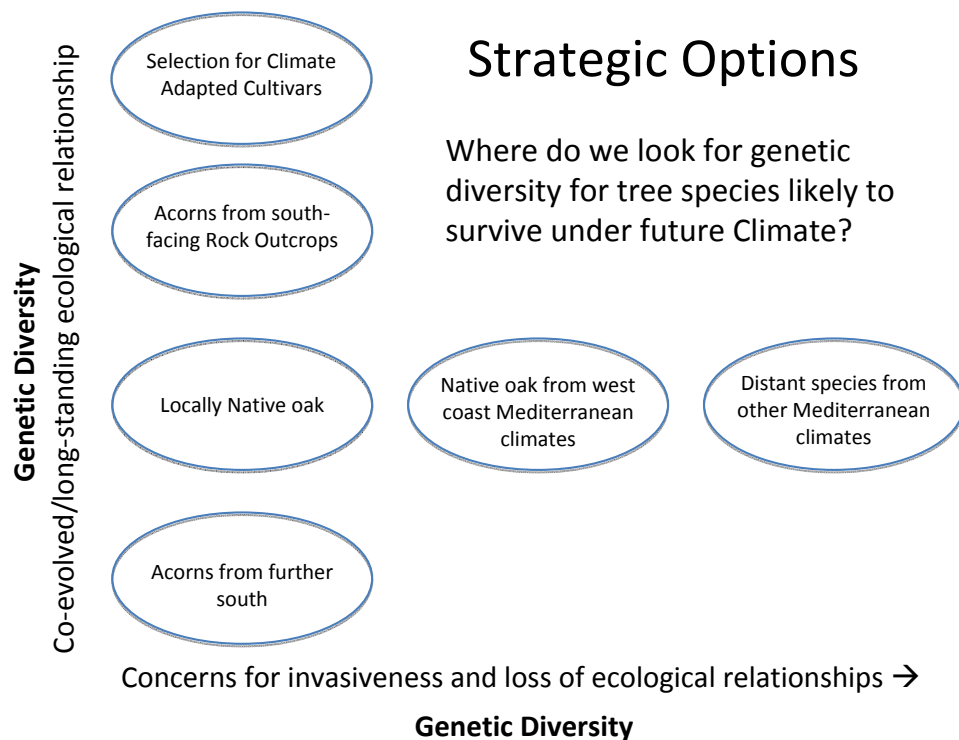 Strategic Options
Where do we look for genetic
diversity for tree species likely to
survive under future Climate?
Genetic Diversity
Co-evolved/long-standing ecological relationship
Selection for Climate
Adapted Cultivars
Acorns from south-
facing Rock Outcrops
Locally Native oak
Native oak from west
coast Mediterranean
climates
Distant species from
other Mediterranean
climates
Acorns from further
south
Concerns for invasiveness and loss of ecological relationships →
Genetic Diversity